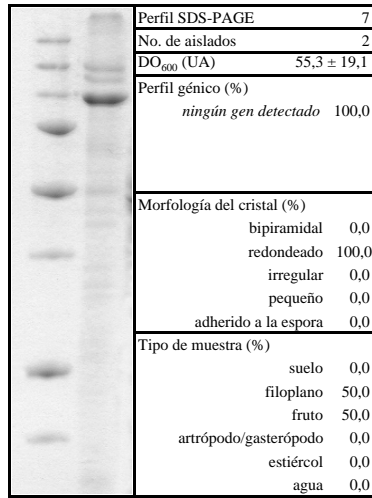 Perfil SDS-PAGE 7
No. de aislados 2
DO600 (UA) 55,3 ± 19,1
Perfil génico (%)
ningún gen detectado 100,0
Morfología del cristal (%)
bipiramidal 0,0
redondeado 100,0
irregular 0,0
pequeño 0,0
adherido a la espora 0,0
Tipo de muestra (%)
suelo 0,0
filoplano 50,0
fruto 50,0
artrópodo/gasterópodo 0,0
estiércol 0,0
agua 0,0